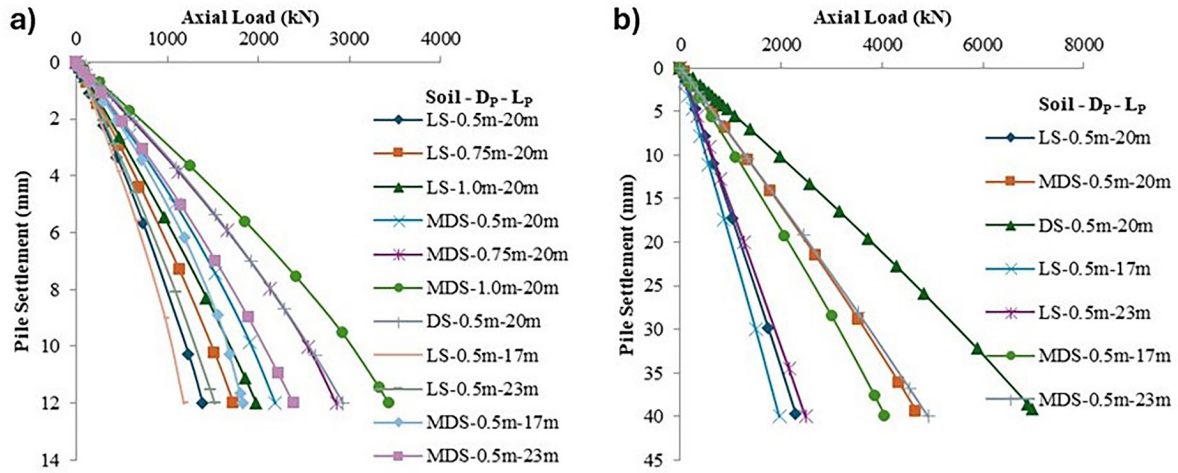 a)
Axial Load (kN)
0 1000 2000 3000 4000
0
2
4
6
8
10
12
14
Pile Settlement (mm)
Soil - DP - LP
LS-0.5m-20m
LS-0.75m-20m
LS-1.0m-20m
MDS-0.5m-20m
MDS-0.75m-20m
MDS-1.0m-20m
DS-0.5m-20m
LS-0.5m-17m
LS-0.5m-23m
MDS-0.5m-17m
MDS-0.5m-23m
b)
Axial Load (kN)
0 2000 4000 6000 8000
0
5
10
15
20
25
30
35
40
45
Pile Settlement (mm)
Soil - DP - LP
LS-0.5m-20m
MDS-0.5m-20m
DS-0.5m-20m
LS-0.5m-17m
LS-0.5m-23m
MDS-0.5m-17m
MDS-0.5m-23m